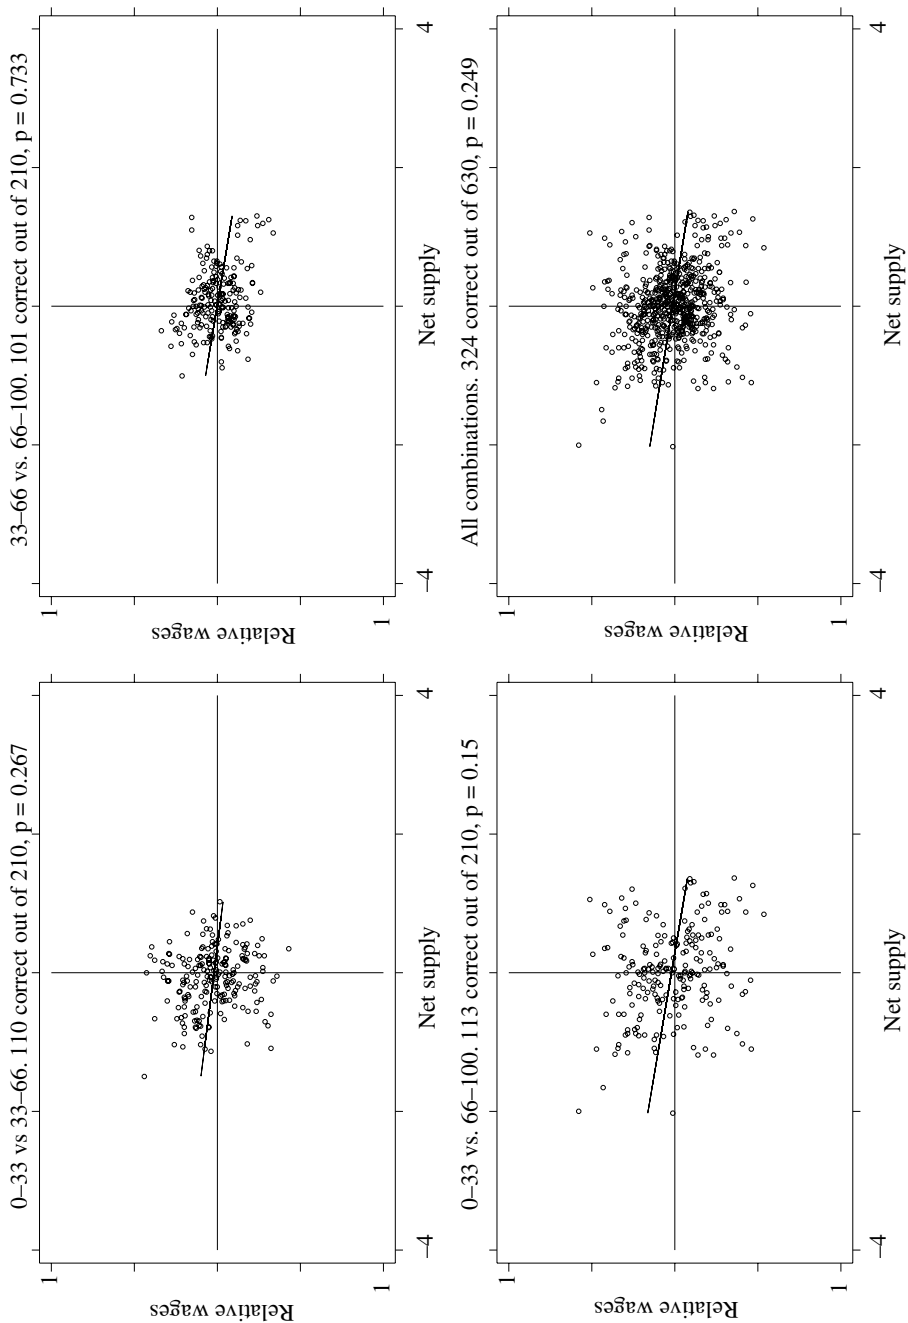 0–33 vs 33–66. 110 correct out of 210, p = 0.267
1
Relative wages
1
–4
Net supply
4
33–66 vs. 66–100. 101 correct out of 210, p = 0.733
1
Relative wages
1
–4
Net supply
4
0–33 vs. 66–100. 113 correct out of 210, p = 0.15
1
Relative wages
1
–4
Net supply
4
All combinations. 324 correct out of 630, p = 0.249
1
Relative wages
1
–4
Net supply
4